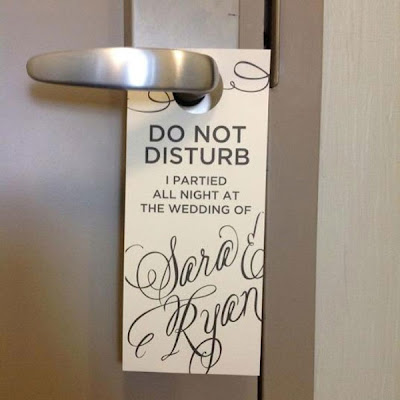 DO NOT
DISTURB
I PARTIED
ALL NIGHT AT
THE WEDDING OF
Sara &
Ryan